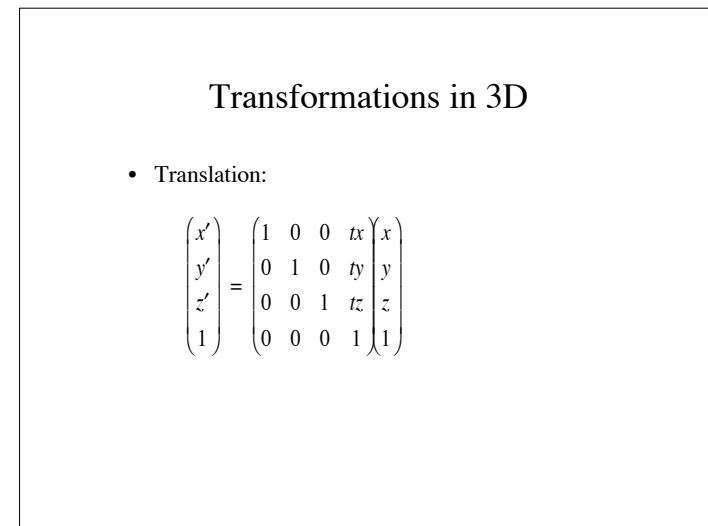 Transformations in 3D
• Translation:
(x′) (1 0 0 tx)(x)
(y′) = (0 1 0 ty)(y)
(z′) (0 0 1 tz)(z)
(1) (0 0 0 1)(1)